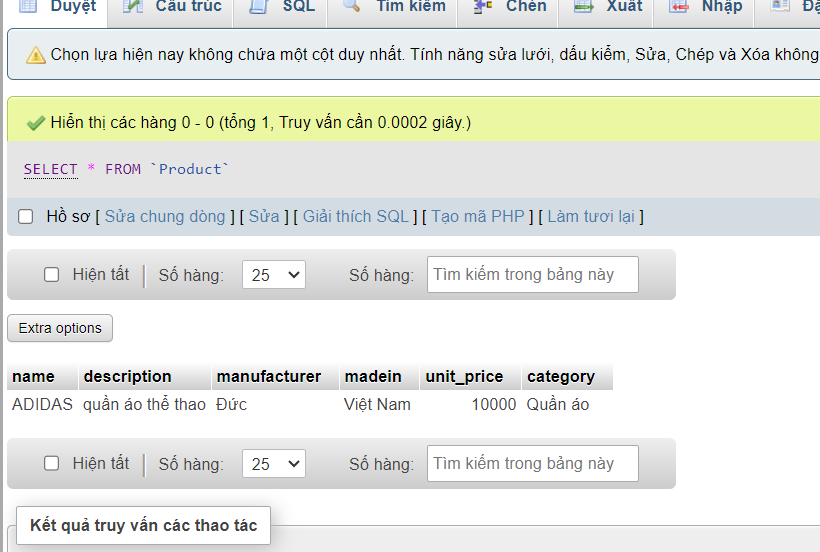 Duyệt Cấu trúc SQL Tìm kiếm Chèn Xuất Nhập
Chọn lựa hiện nay không chứa một cột duy nhất. Tính năng sửa lưới, dấu kiểm, Sửa, Chép và Xóa không
Hiển thị các hàng 0 - 0 (tổng 1, Truy vấn cần 0.0002 giây.)
SELECT * FROM `Product`
Hồ sơ [ Sửa chung dòng ] [ Sửa ] [ Giải thích SQL ] [ Tạo mã PHP ] [ Làm tươi lại ]
Hiện tất Số hàng: 25 Số hàng: Tìm kiếm trong bảng này
Extra options
name description manufacturer madein unit_price category
ADIDAS quần áo thể thao Đức Việt Nam 10000 Quần áo
Hiện tất Số hàng: 25 Số hàng: Tìm kiếm trong bảng này
Kết quả truy vấn các thao tác